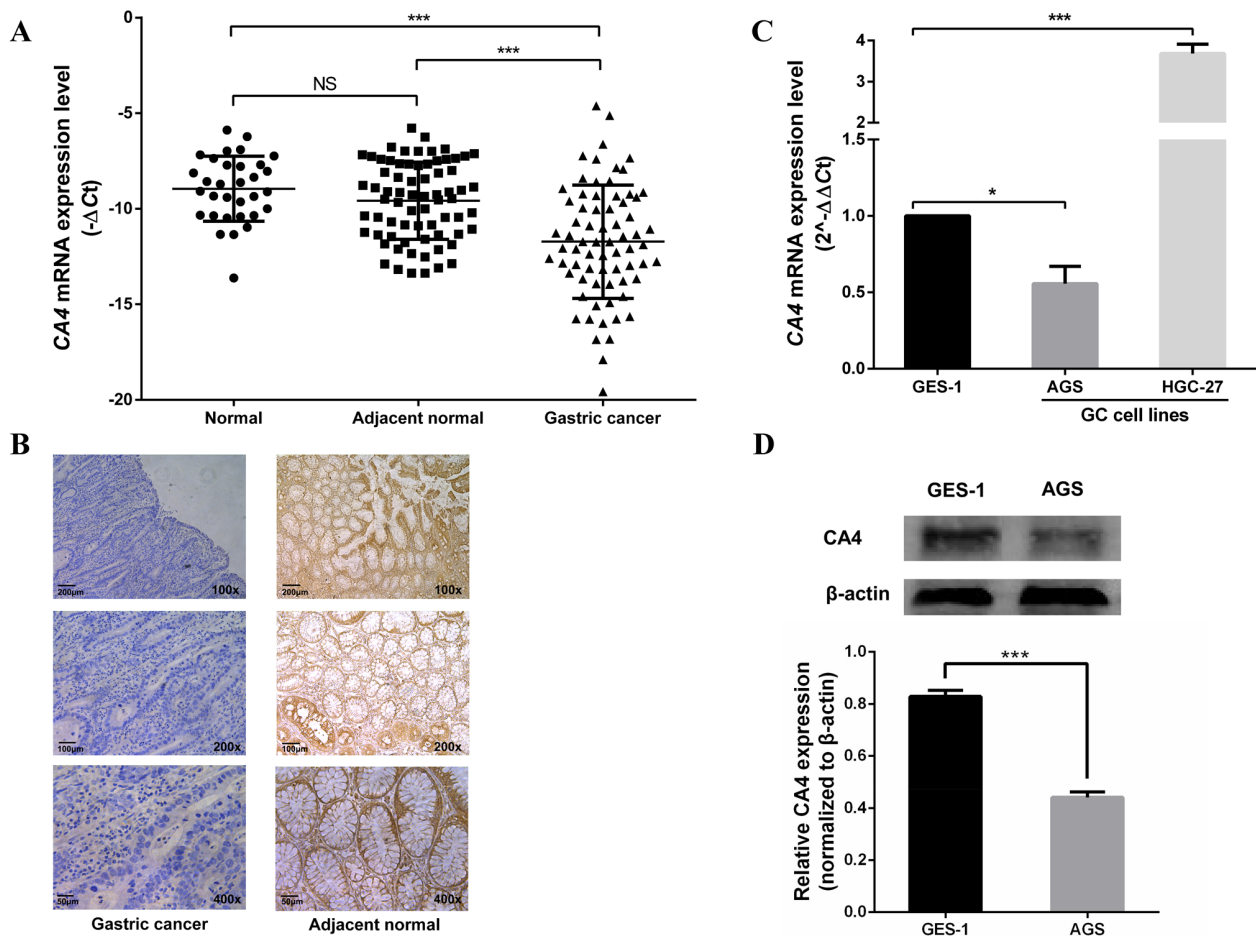 A
CA4 mRNA expression level
(-ΔCt)
0
-5
-10
-15
-20
***
***
NS
Normal
Adjacent normal
Gastric cancer
B
200μm
100x
200μm
100x
100μm
200x
100μm
200x
50μm
400x
50μm
400x
Gastric cancer
Adjacent normal
C
CA4 mRNA expression level
(2^-ΔΔCt)
4
3
2
1.5
1.0
0.5
0.0
***
*
GES-1
AGS
HGC-27
GC cell lines
D
GES-1
AGS
CA4
β-actin
Relative CA4 expression
(normalized to β-actin)
1.0
0.8
0.6
0.4
0.2
0.0
***
GES-1
AGS